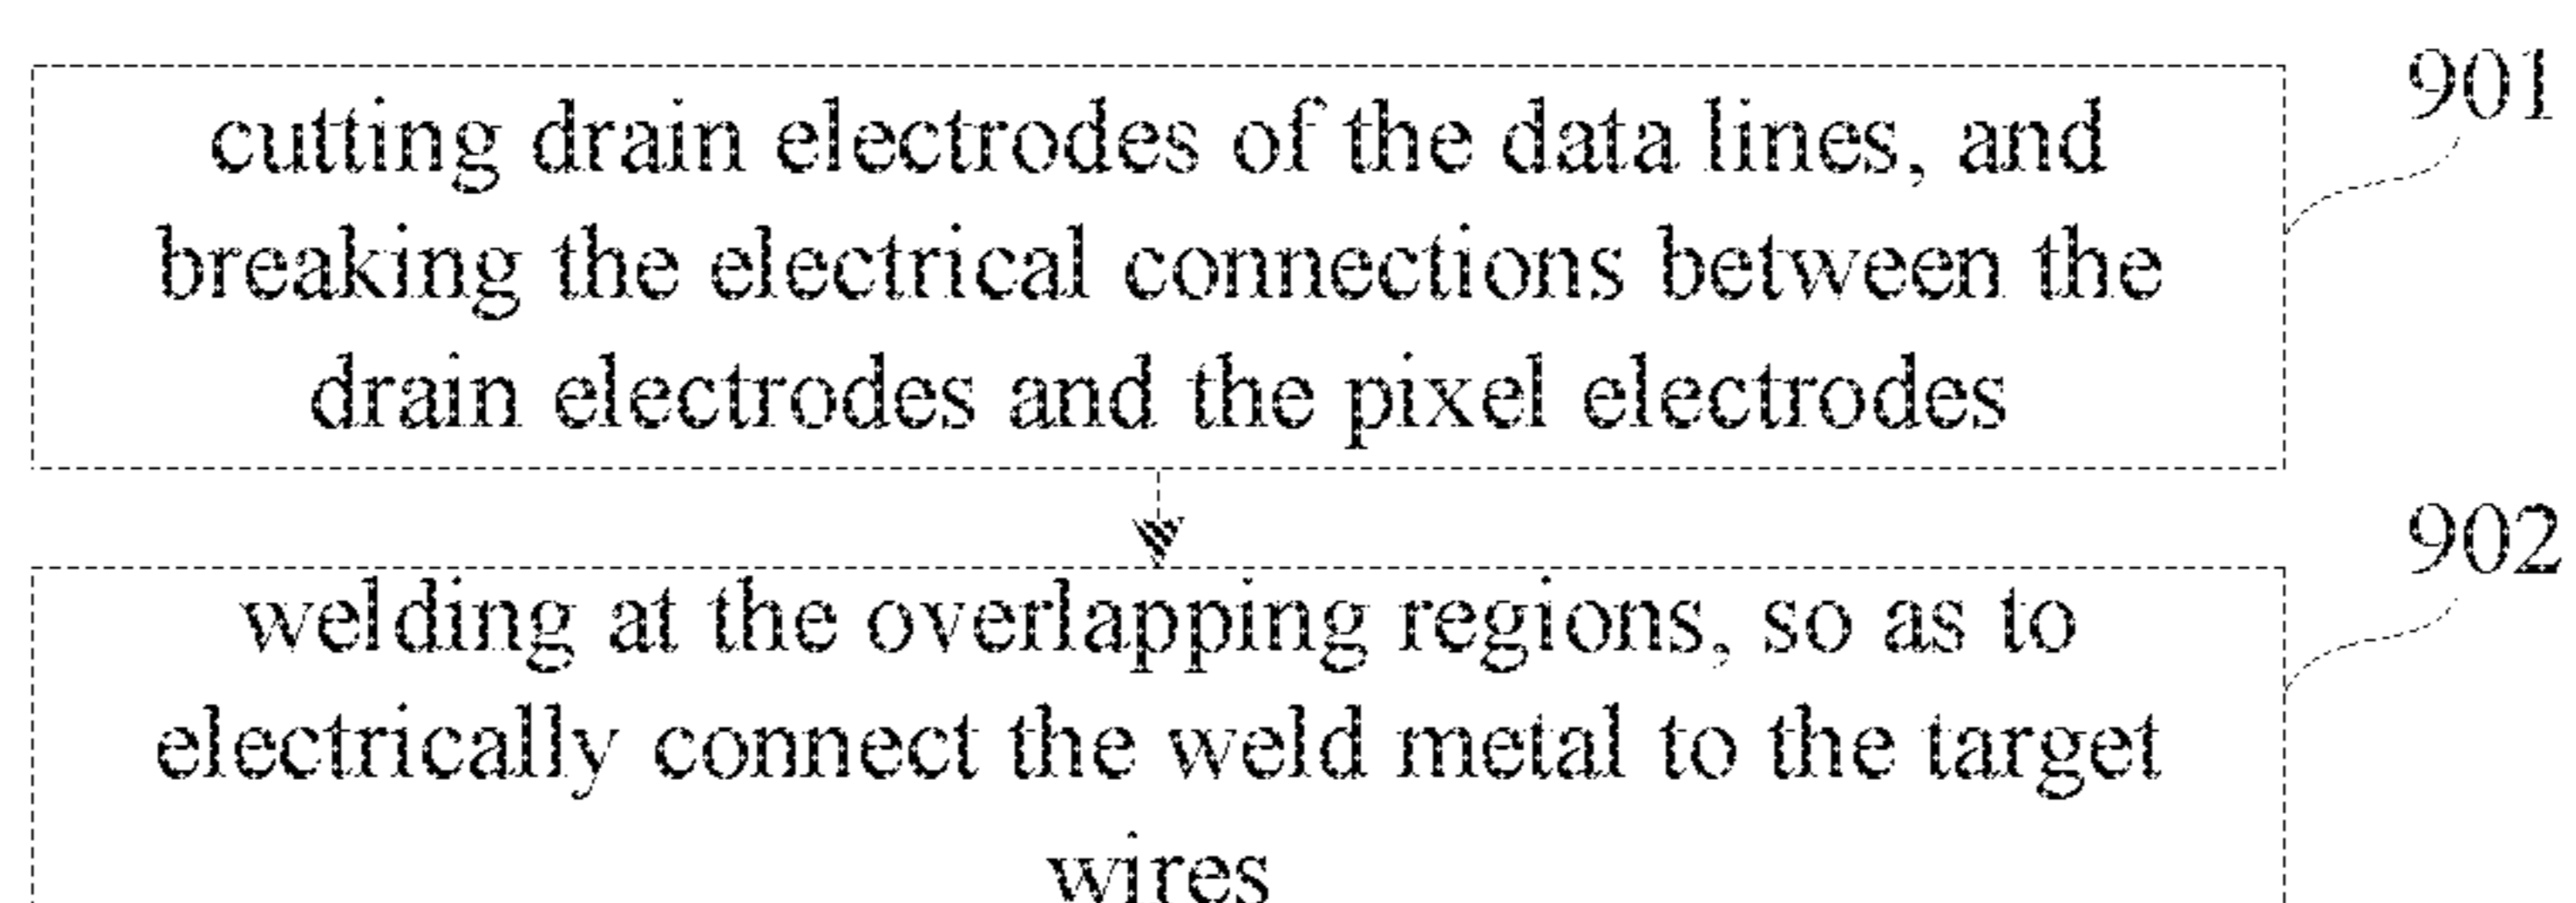 901
cutting drain electrodes of the data lines, and
breaking the electrical connections between the
drain electrodes and the pixel electrodes
902
welding at the overlapping regions, so as to
electrically connect the weld metal to the target
wires